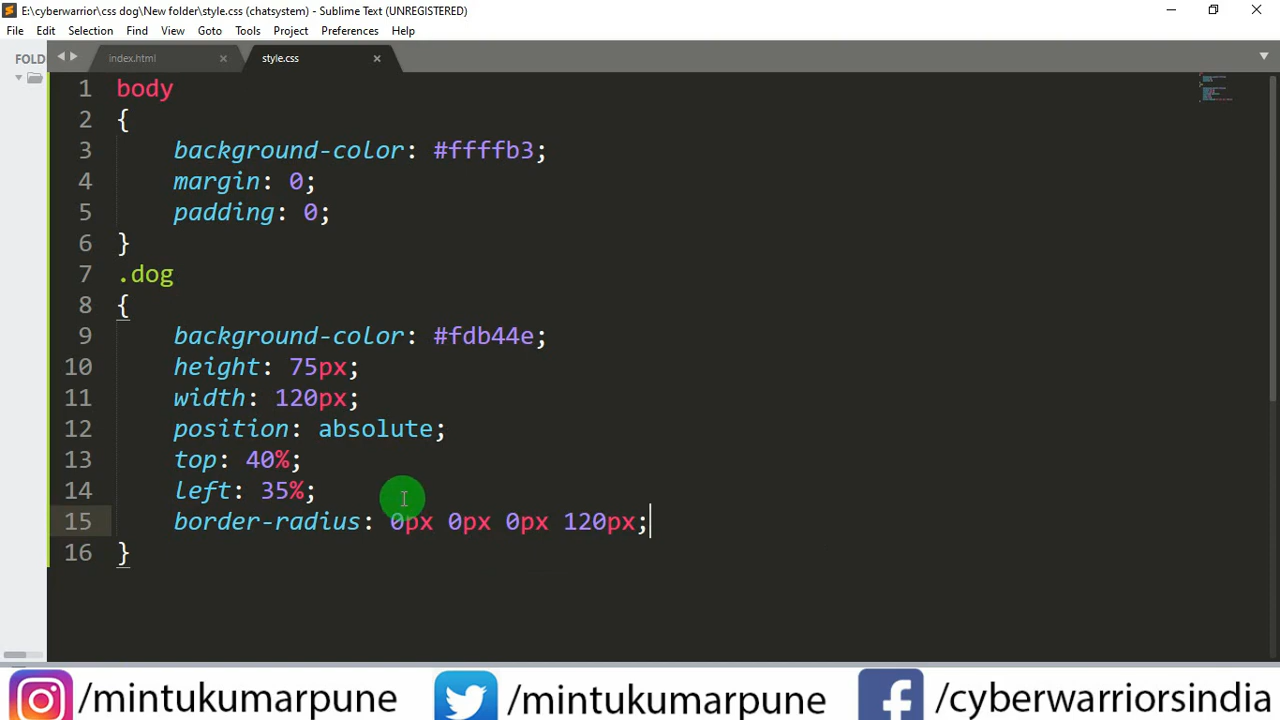 E:\cyberwarrior\css dog\New folder\style.css (chatsystem) - Sublime Text (UNREGISTERED)
File Edit Selection Find View Goto Tools Project Preferences Help
FOLD
index.html
style.css
1 body
2 {
3 background-color: #ffffb3;
4 margin: 0;
5 padding: 0;
6 }
7 .dog
8 {
9 background-color: #fdb44e;
10 height: 75px;
11 width: 120px;
12 position: absolute;
13 top: 40%;
14 left: 35%;
15 border-radius: 0px 0px 0px 120px;
16 }
/mintukumarpune /mintukumarpune /cyberwarriorsindia